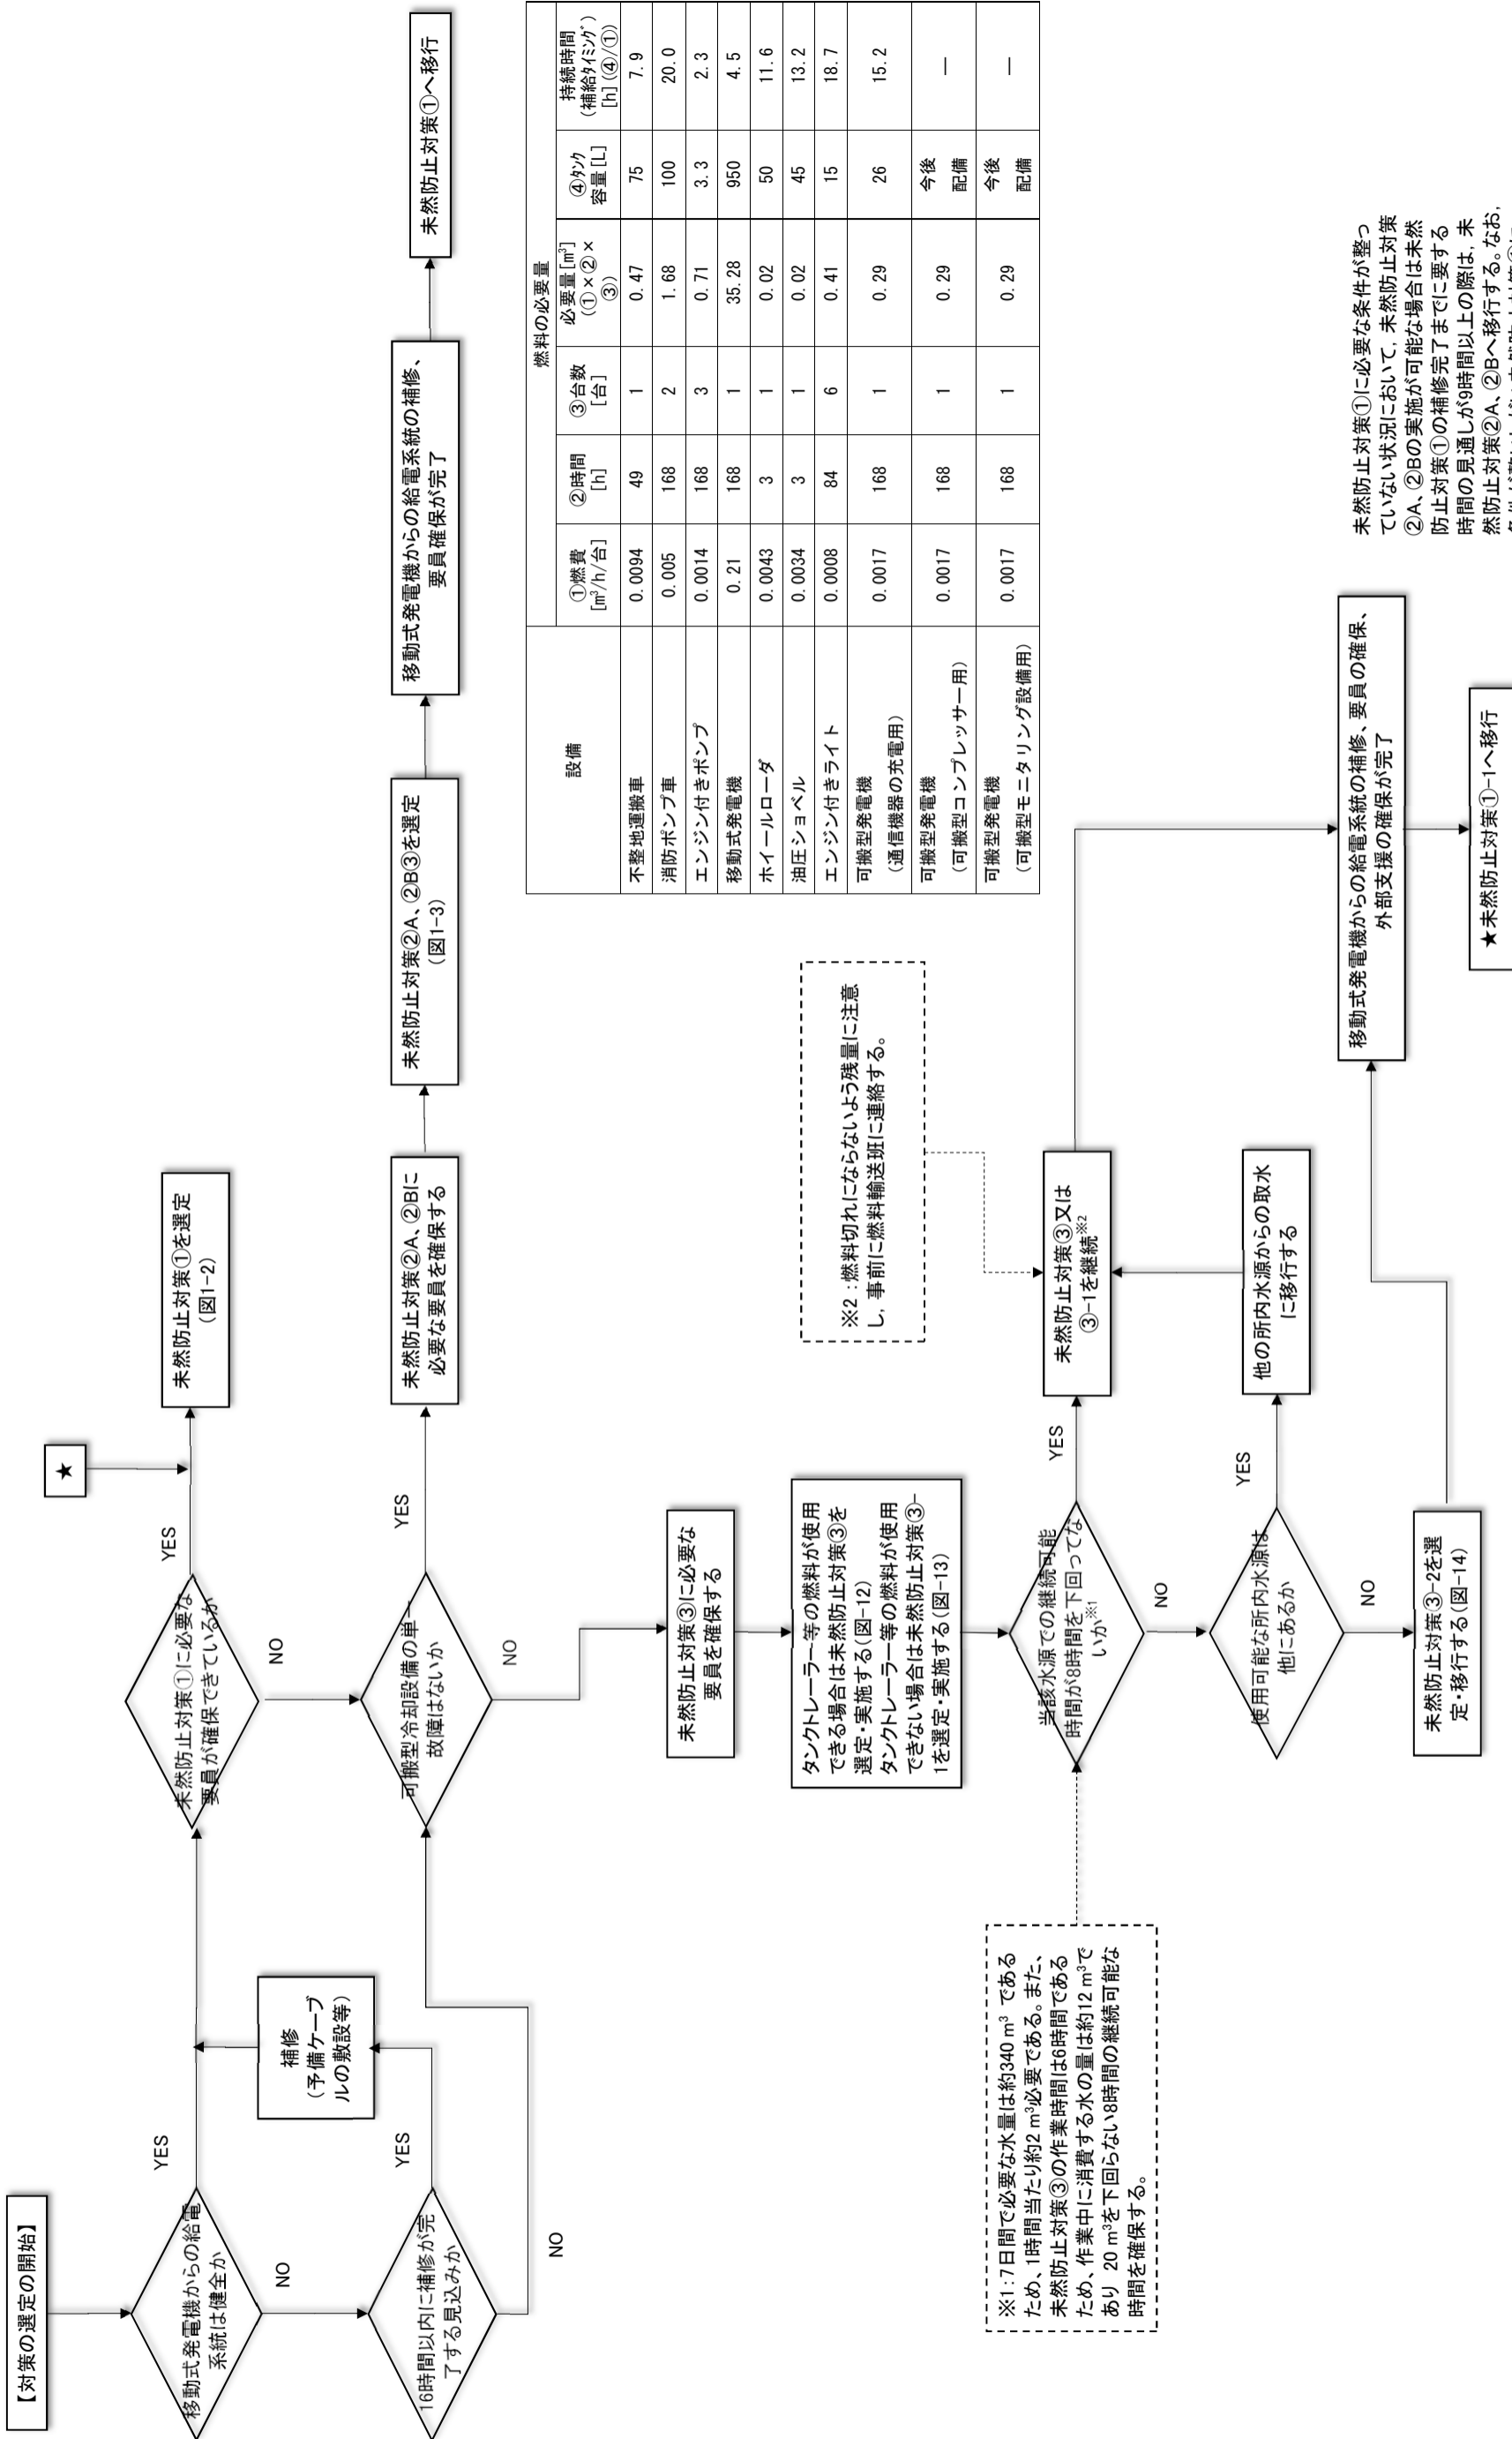 【対策の選定の開始】
移動式発電機からの給電
系統は健全か
YES
NO
16時間以内に補修が完
了する見込みか
YES
NO
補修
（予備ケーブ
ルの敷設等）
未然防止対策①に必要な
要員が確保できているか
YES
NO
★
未然防止対策①を選定
（図1-2）
可搬型冷却設備の単一
故障はないか
YES
NO
未然防止対策②A、②Bに
必要な要員を確保する
未然防止対策②A、②B③を選定
（図1-3）
移動式発電機からの給電系統の補修、
要員確保が完了
未然防止対策①へ移行
未然防止対策③に必要な
要員を確保する
タンクトレーラー等の燃料が使用
できる場合は未然防止対策③を
選定・実施する（図-12）
タンクトレーラー等の燃料が使用
できない場合は未然防止対策③-
1を選定・実施する（図-13）
当該水源での継続可能
時間が8時間を下回ってな
いか※1
YES
NO
※1：7日間で必要な水量は約340 m³ である
ため、1時間当たり約2 m³必要である。また、
未然防止対策③の作業時間は6時間である
ため、作業中に消費する水の量は約12 m³で
あり 20 m³を下回らない8時間の継続可能な
時間を確保する。
未然防止対策③又は
③-1を継続※2
※2：燃料切れにならないよう残量に注意
し，事前に燃料輸送班に連絡する。
使用可能な所内水源は
他にあるか
YES
NO
他の所内水源からの取水
に移行する
未然防止対策③-2を選
定・移行する（図-14）
移動式発電機からの給電系統の補修、要員の確保、
外部支援の確保が完了
★未然防止対策①-1へ移行
設備 燃料の必要量
①燃費 [m³/h/台] ②時間 [h] ③台数 [台] 必要量[m³] （①×②×③） ④タンク容量[L] 持続時間 （補給タイミング） [h] (④/①)
不整地運搬車 0.0094 49 1 0.47 75 7.9
消防ポンプ車 0.005 168 2 1.68 100 20.0
エンジン付きポンプ 0.0014 168 3 0.71 3.3 2.3
移動式発電機 0.21 168 1 35.28 950 4.5
ホイールローダ 0.0043 3 1 0.02 50 11.6
油圧ショベル 0.0034 3 1 0.02 45 13.2
エンジン付きライト 0.0008 84 6 0.41 15 18.7
可搬型発電機 （通信機器の充電用） 0.0017 168 1 0.29 26 15.2
可搬型発電機 （可搬型コンプレッサー用） 0.0017 168 1 0.29 今後配備 ―
可搬型発電機 （可搬型モニタリング設備用） 0.0017 168 1 0.29 今後配備 ―
未然防止対策①に必要な条件が整っ
ていない状況において，未然防止対策
②A、②Bの実施が可能な場合は未然
防止対策①の補修完了までに要する
時間の見通しが9時間以上の際は，未
然防止対策②A、②Bへ移行する。なお，